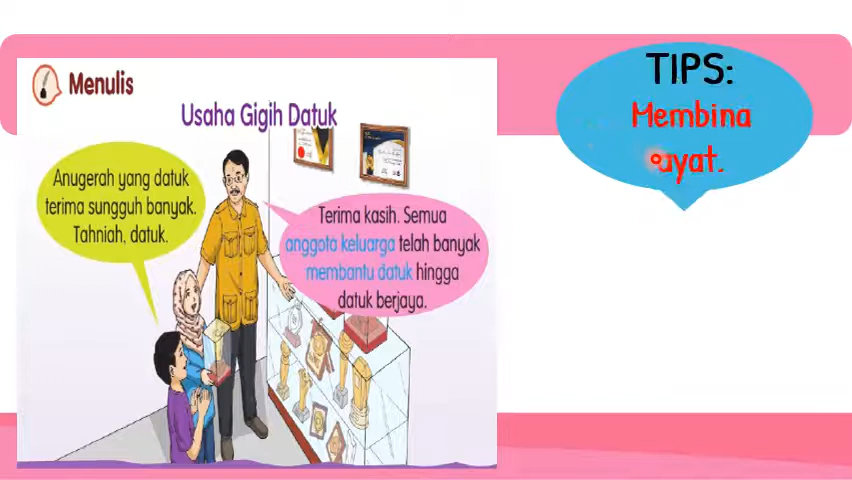 Menulis
Usaha Gigih Datuk
Anugerah yang datuk
terima sungguh banyak.
Tahniah, datuk.
Terima kasih. Semua
anggota keluarga telah banyak
membantu datuk hingga
datuk berjaya.
TIPS:
Membina
ayat.